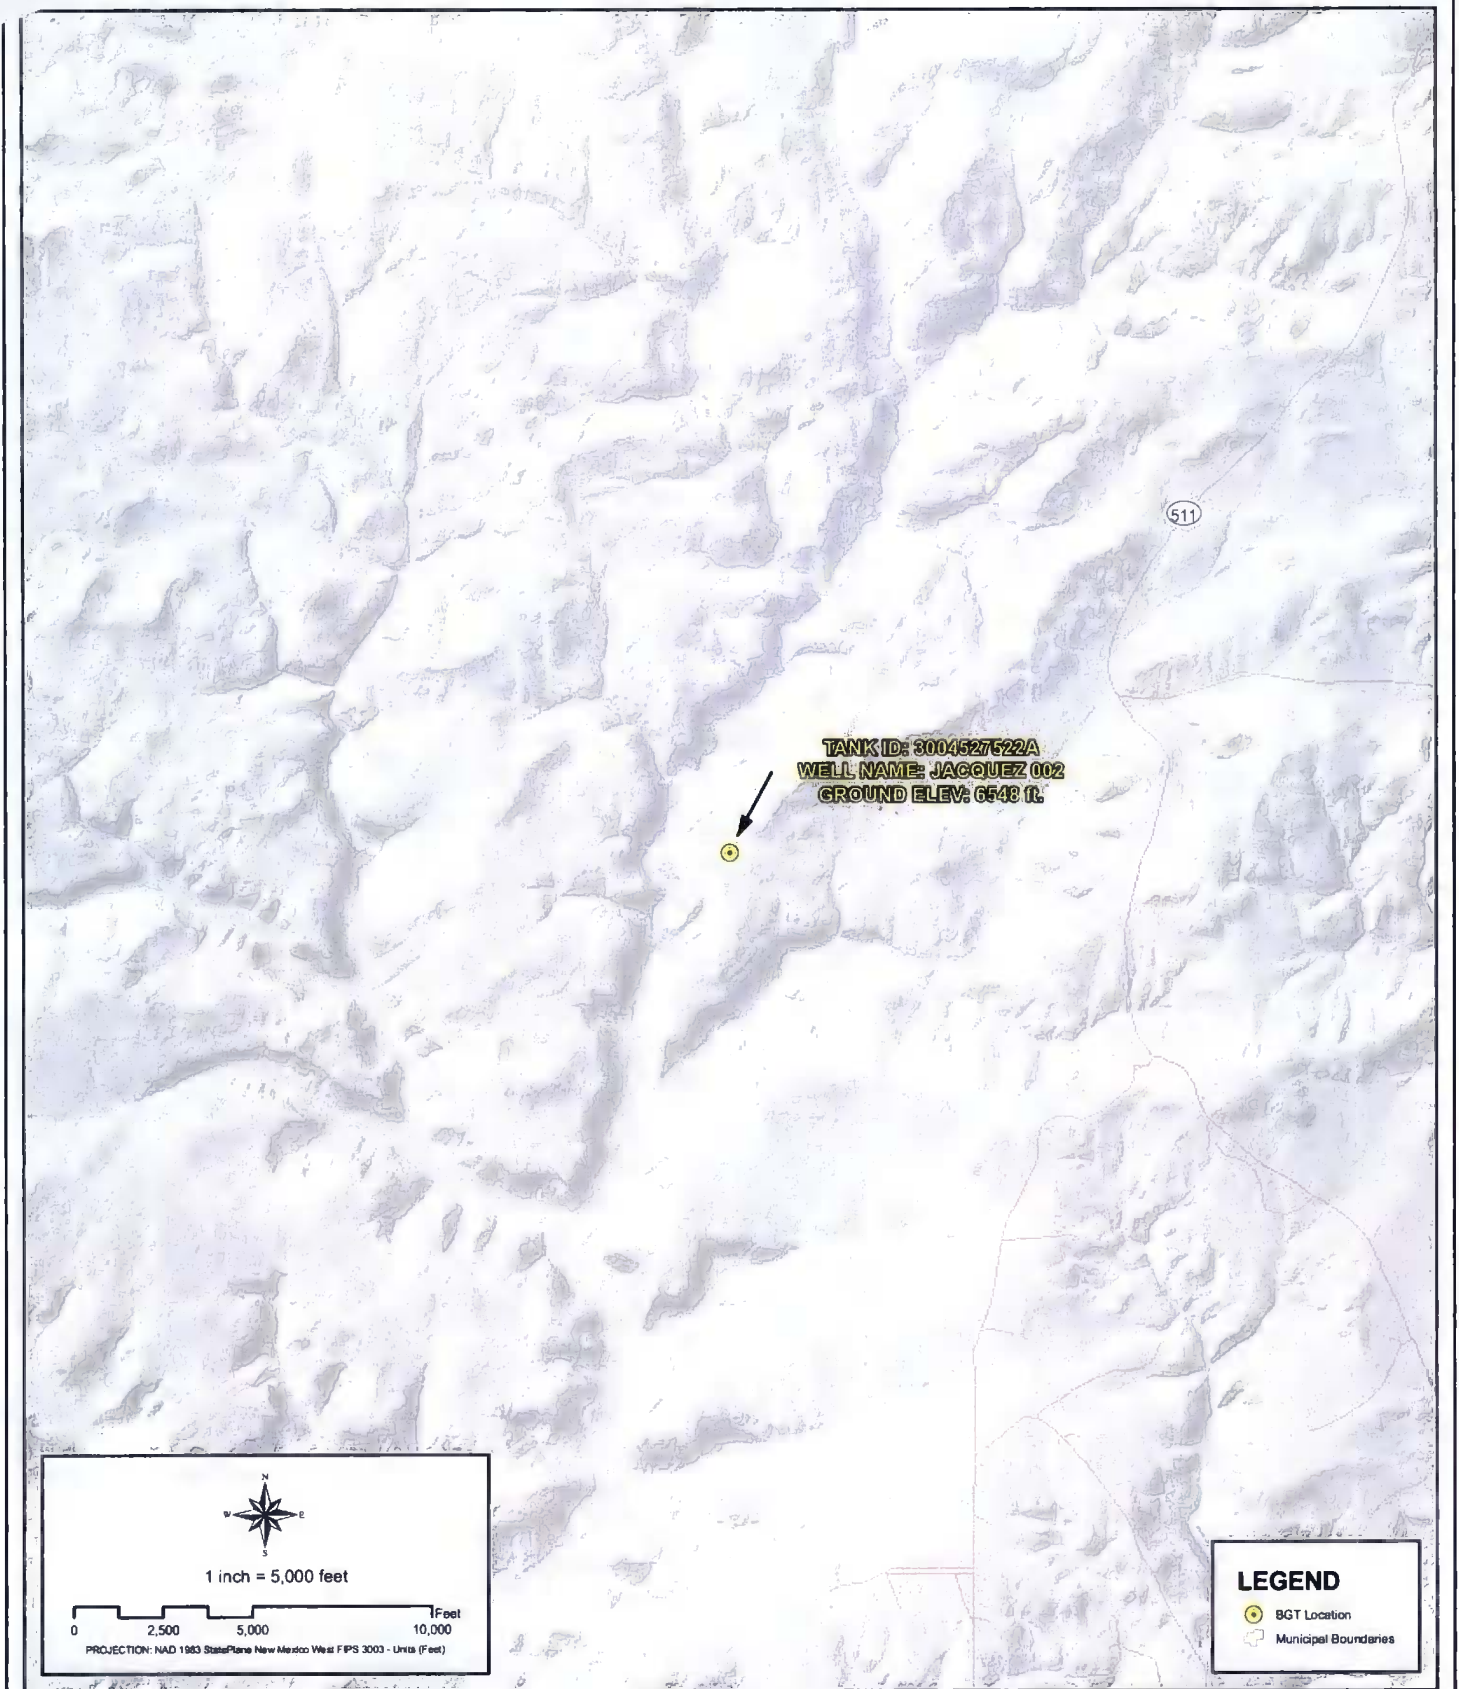 511
TANK ID: 3004527522A
WELL NAME: JACQUEZ 002
GROUND ELEV: 6548 ft.
N
W E
S
1 inch = 5,000 feet
Feet
0 2,500 5,000 10,000
PROJECTION: NAD 1983 StatePlane New Mexico West FIPS 3003 - Units (Feet)
LEGEND
BGT Location
Municipal Boundaries